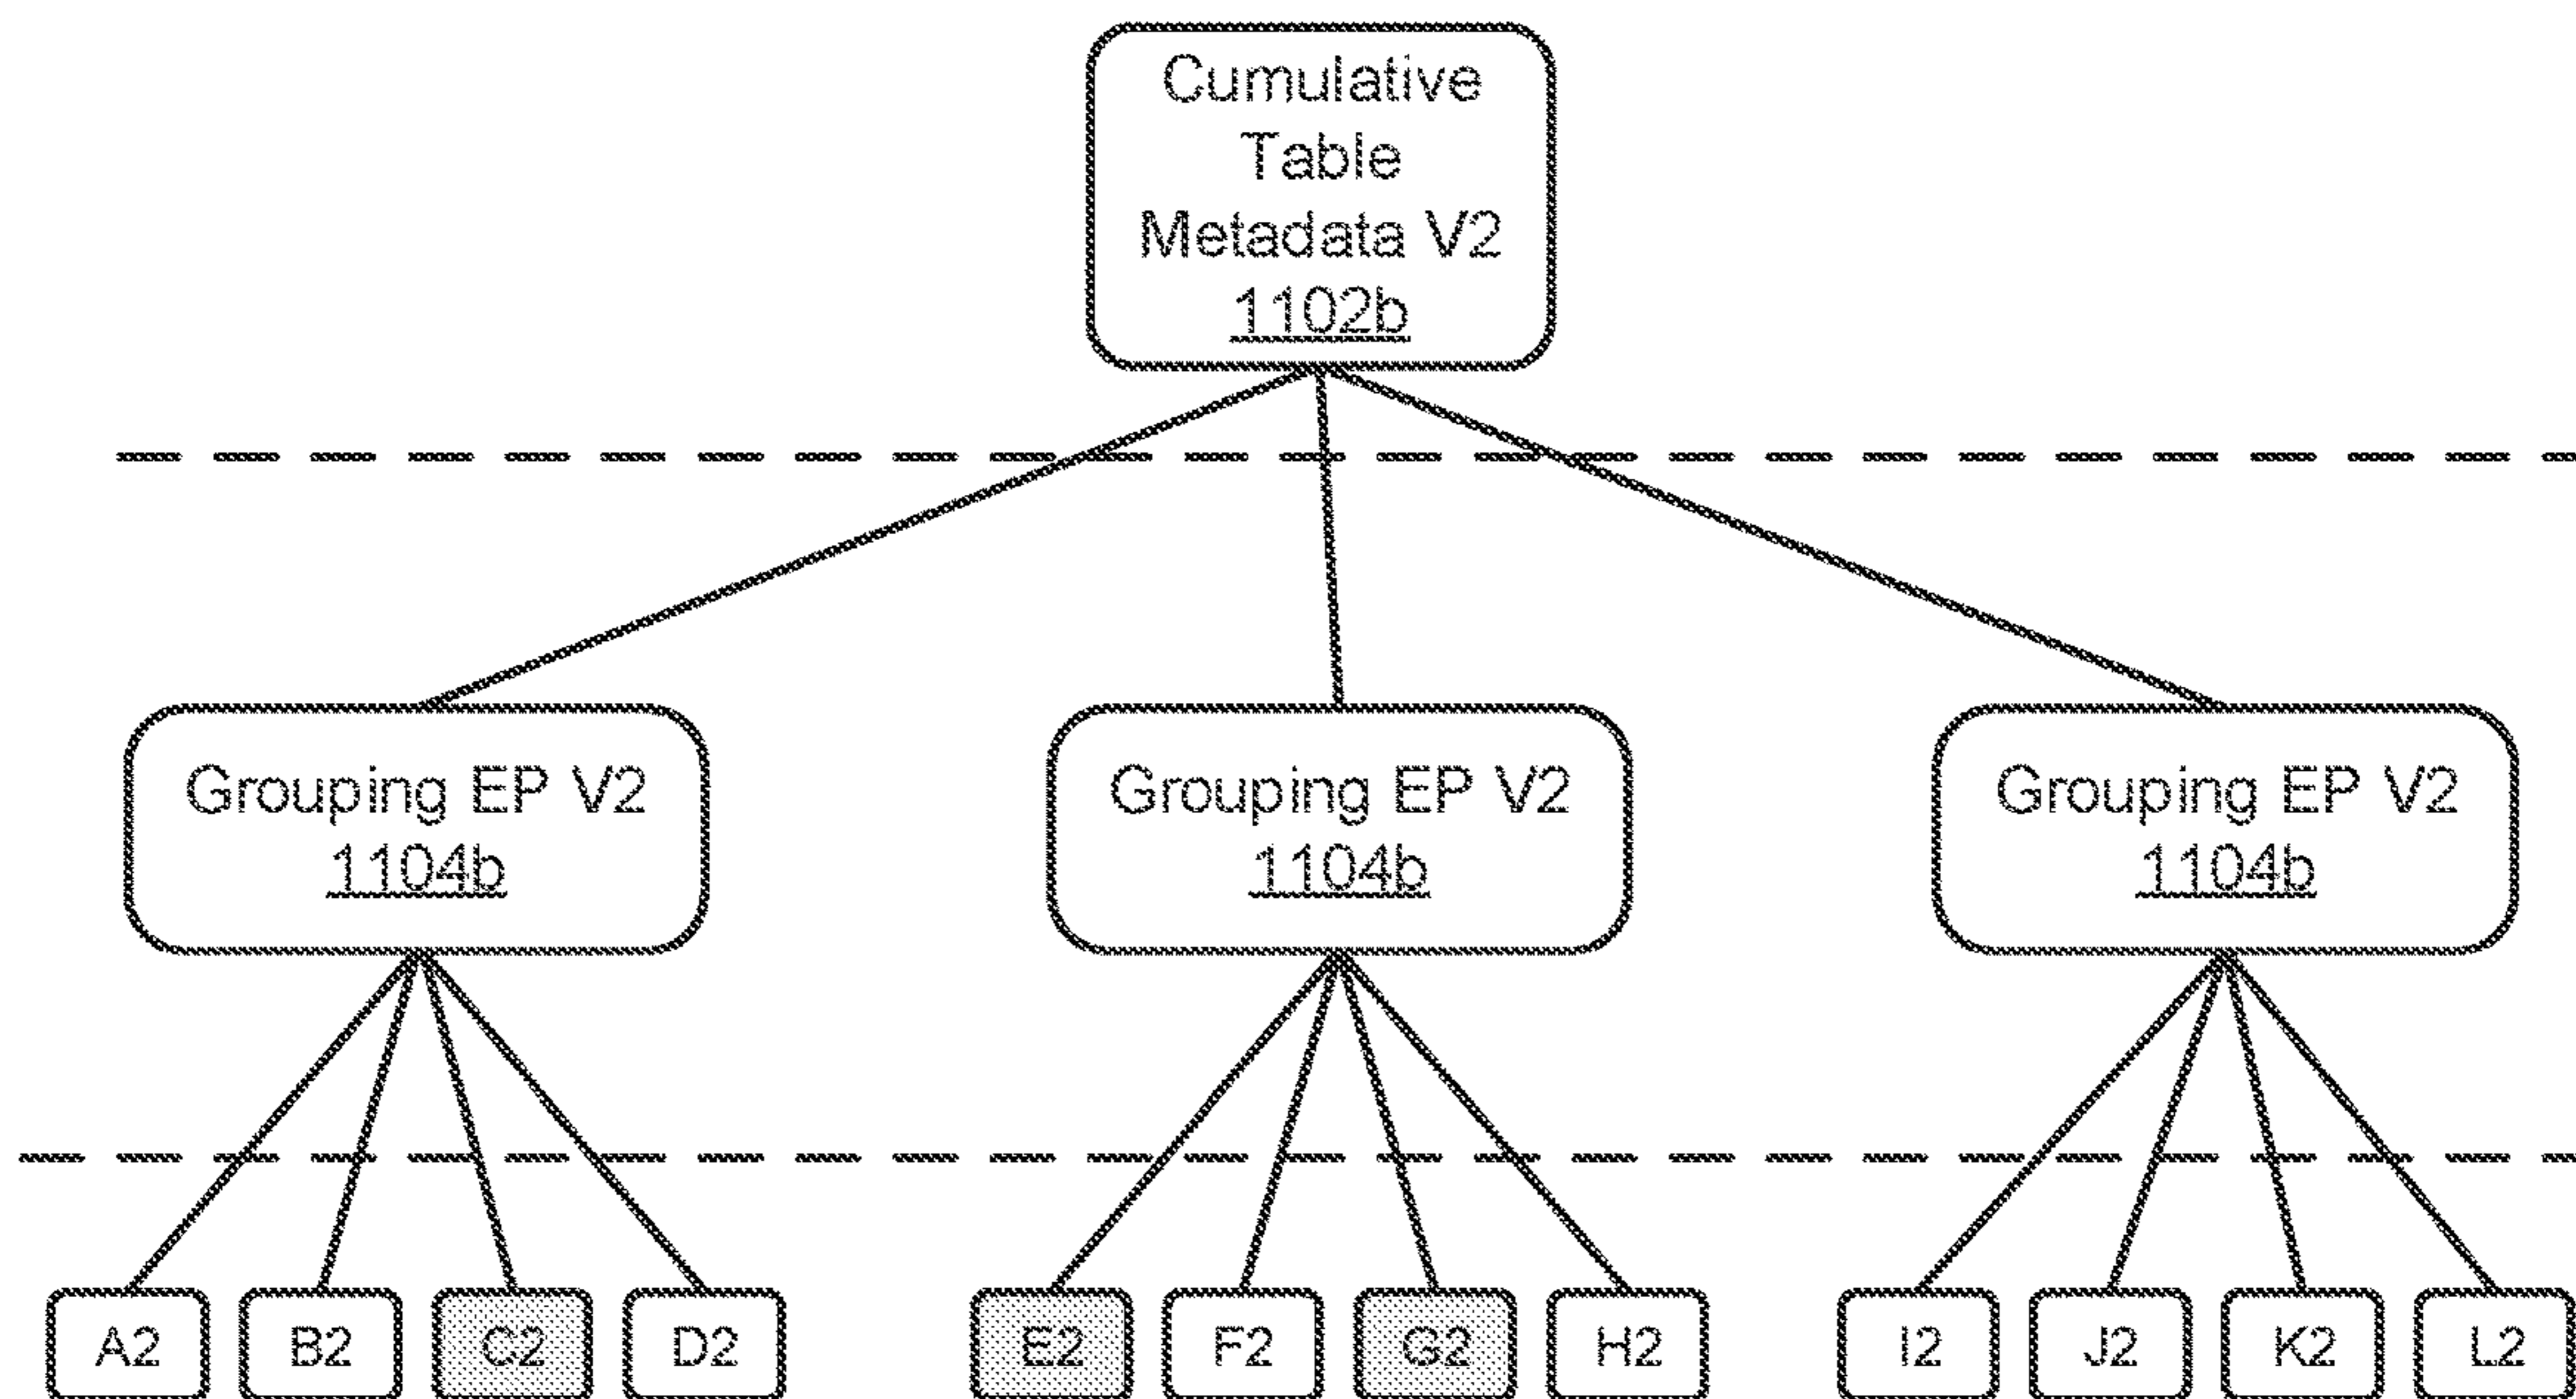 Cumulative
Table
Metadata V2
1102b
Grouping EP V2
1104b
Grouping EP V2
1104b
Grouping EP V2
1104b
A2
B2
C2
D2
E2
F2
G2
H2
I2
J2
K2
L2